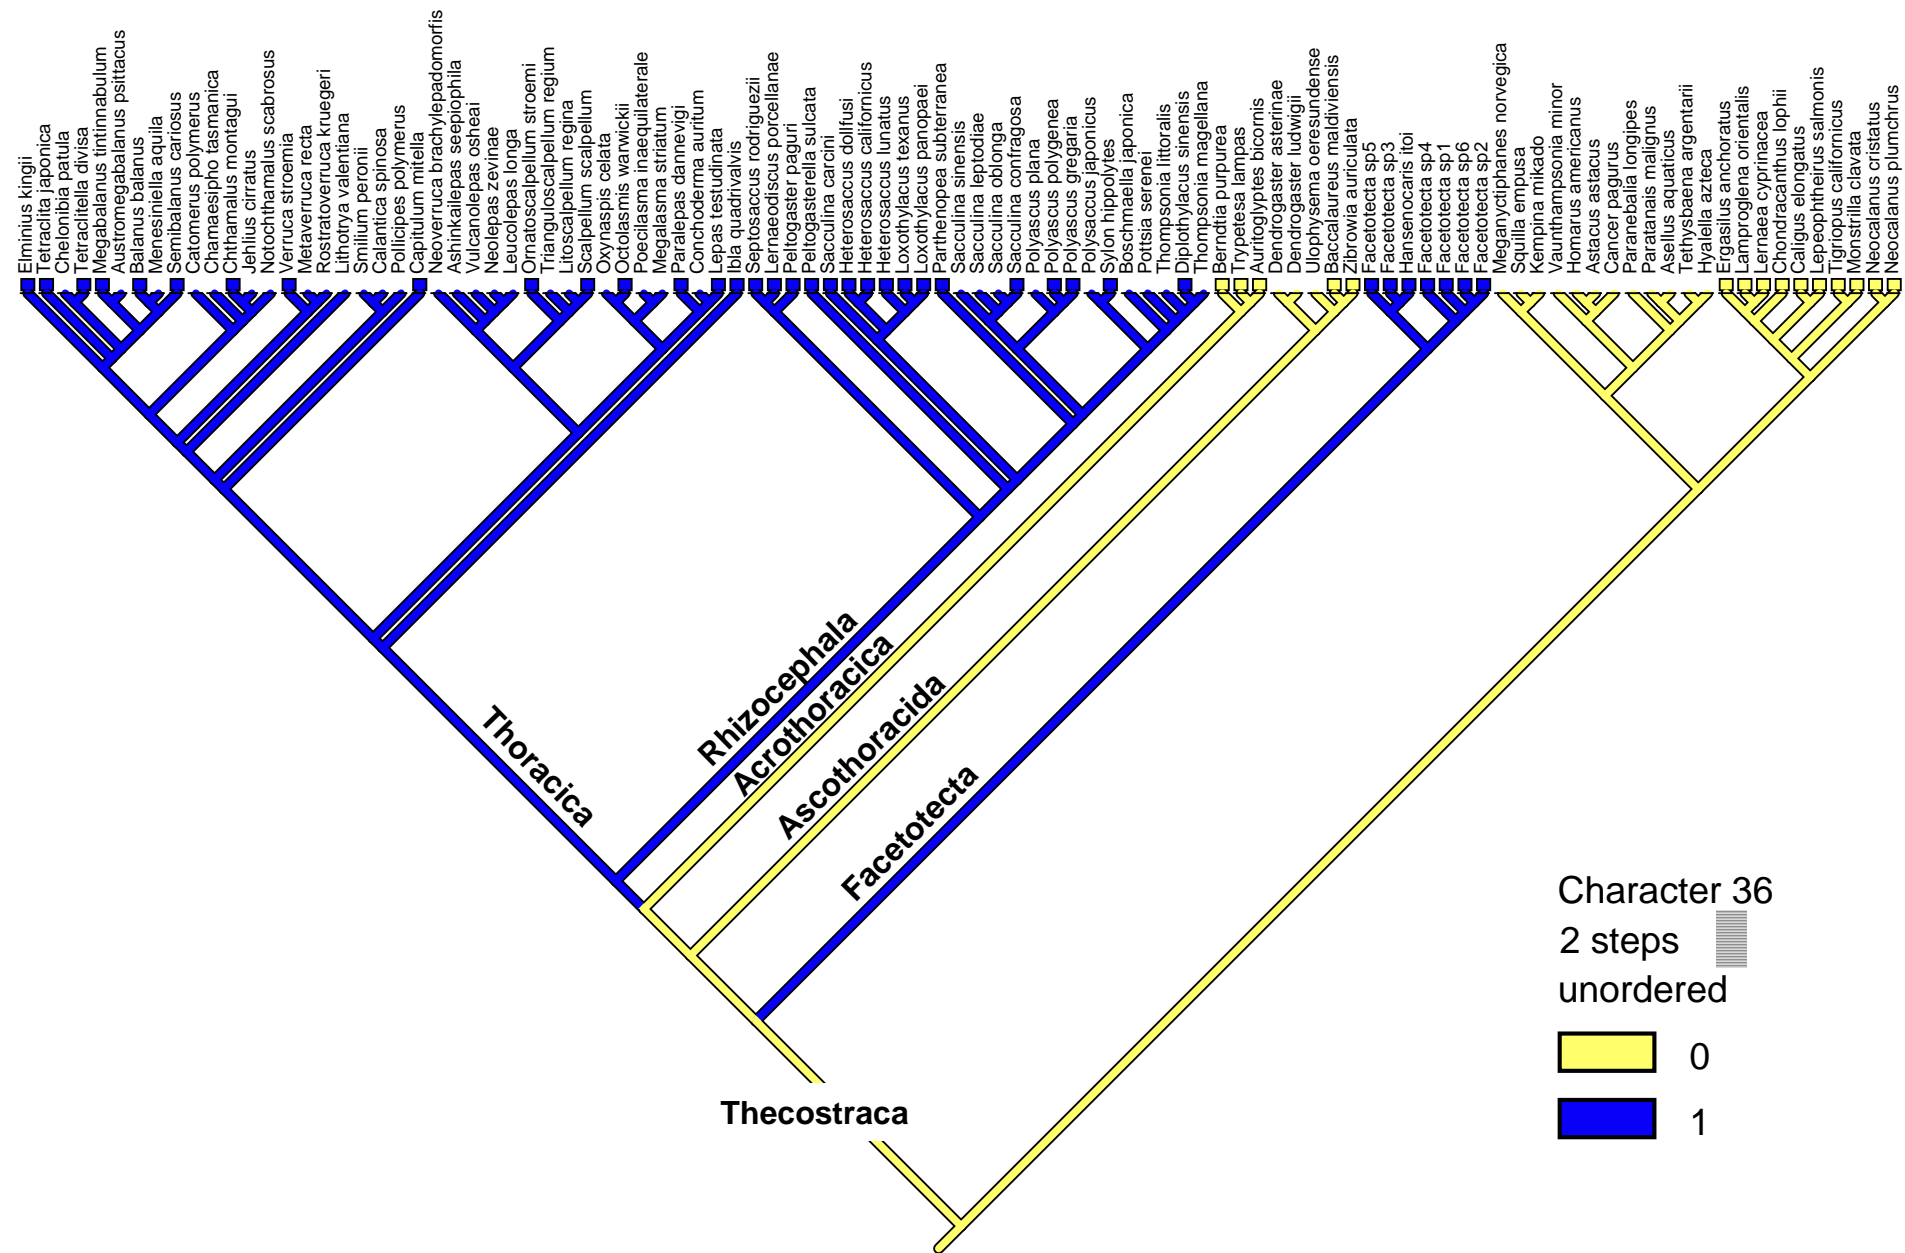 Elminius kingii
Tetraclita japonica
Chelonibia patula
Tetraclitella divisa
Megabalanus tintinnabulum
Austromegabalanus psittacus
Balanus balanus
Menesiniella aquila
Semibalanus cariosus
Catomerus polymerus
Chamaesipho tasmanica
Chthamalus montagui
Jehlius cirratus
Notochthamalus scabrosus
Verruca stroemia
Metaverruca recta
Rostratoverruca kruegeri
Lithotrya valentiana
Smilium peronii
Calantica spinosa
Pollicipes polymerus
Capitulum mitella
Neoverruca brachylepadomorfis
Ashinkailepas seepiophila
Vulcanolepas osheai
Neolepas zevinae
Leucolepas longa
Ornatoscalpellum stroemi
Trianguloscalpellum regium
Litoscalpellum regina
Scalpellum scalpellum
Oxynaspis celata
Octolasmis warwickii
Poecilasma inaequilaterale
Megalasma striatum
Paralepas dannevigi
Conchoderma auritum
Lepas testudinata
Ibla quadrivalvis
Septosaccus rodriguezii
Lernaeodiscus porcellanae
Peltogaster paguri
Peltogasterella sulcata
Sacculina carcini
Heterosaccus dollfusi
Heterosaccus californicus
Heterosaccus lunatus
Loxothylacus texanus
Loxothylacus panopaei
Parthenopea subterranea
Sacculina sinensis
Sacculina leptodiae
Sacculina oblonga
Sacculina confragosa
Polyascus plana
Polyascus polygenea
Polyascus gregaria
Polysaccus japonicus
Sylon hippolytes
Boschmaella japonica
Pottsia serenei
Thompsonia littoralis
Diplothylacus sinensis
Thompsonia magellana
Berndtia purpurea
Trypetesa lampas
Auritoglyptes bicornis
Dendrogaster asterinae
Dendrogaster ludwigii
Ulophysema oeresundense
Baccalaureus maldiviensis
Zibrowia auriculata
Facetotecta sp5
Facetotecta sp3
Hansenocaris itoi
Facetotecta sp4
Facetotecta sp1
Facetotecta sp6
Facetotecta sp2
Meganyctiphanes norvegica
Squilla empusa
Kempina mikado
Vaunthampsonia minor
Homarus americanus
Astacus astacus
Cancer pagurus
Paranebalia longipes
Paratanais malignus
Asellus aquaticus
Tethysbaena argentarii
Hyalella azteca
Ergasilus anchoratus
Lamproglena orientalis
Lernaea cyprinacea
Chondracanthus lophii
Caligus elongatus
Lepeophtheirus salmonis
Tigriopus californicus
Monstrilla clavata
Neocalanus cristatus
Neocalanus plumchrus
Thoracica
Rhizocephala
Acrothoracica
Ascothoracida
Facetotecta
Thecostraca
Character 36
2 steps
unordered
0
1